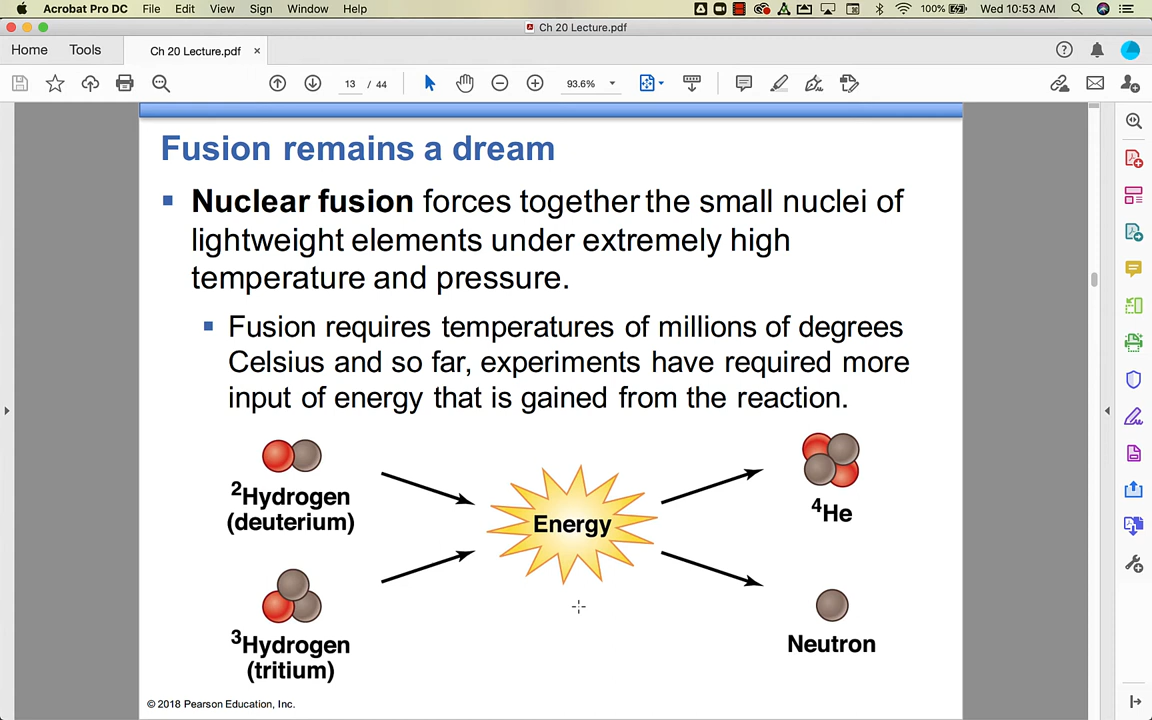 Acrobat Pro DC File Edit View Sign Window Help 100% Wed 10:53 AM
Ch 20 Lecture.pdf
Home Tools Ch 20 Lecture.pdf ×
13 / 44 93.6%
Fusion remains a dream
Nuclear fusion forces together the small nuclei of
lightweight elements under extremely high
temperature and pressure.
Fusion requires temperatures of millions of degrees
Celsius and so far, experiments have required more
input of energy that is gained from the reaction.
²Hydrogen
(deuterium)
Energy
⁴He
³Hydrogen
(tritium)
Neutron
© 2018 Pearson Education, Inc.